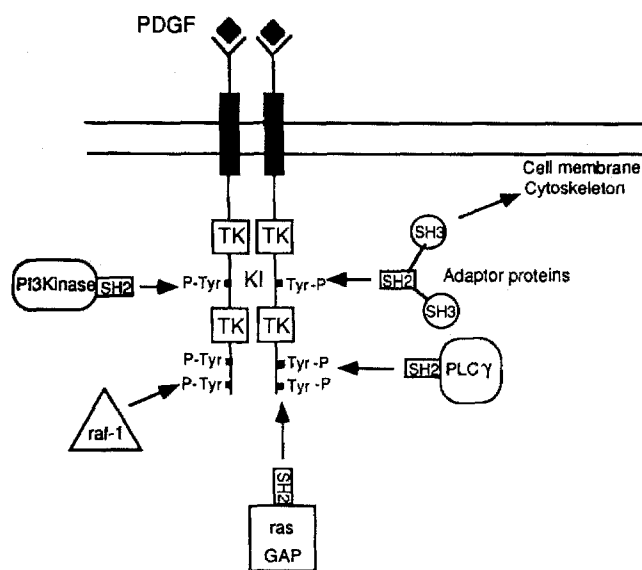 PDGF
Cell membrane
Cytoskeleton
TK TK
SH3
PI3Kinase SH2
P-Tyr KI Tyr-P
SH2 Adaptor proteins
SH3
TK TK
P-Tyr Tyr-P
P-Tyr Tyr-P
SH2 PLCγ
raf-1
SH2
ras
GAP